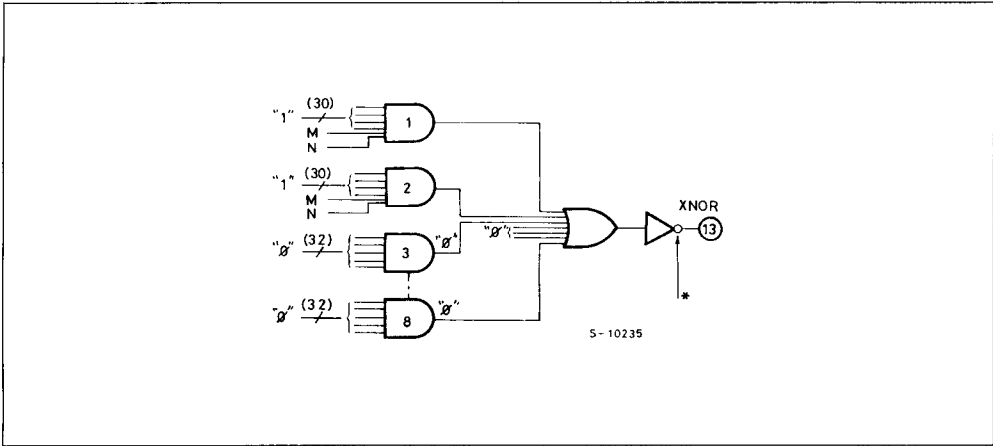 "1" (30)
M
N
1
"1" (30)
M
N
2
"Ø" (32)
3
"Ø"
"Ø"
"Ø" (32)
8
"Ø"
XNOR
13
*
S-10235